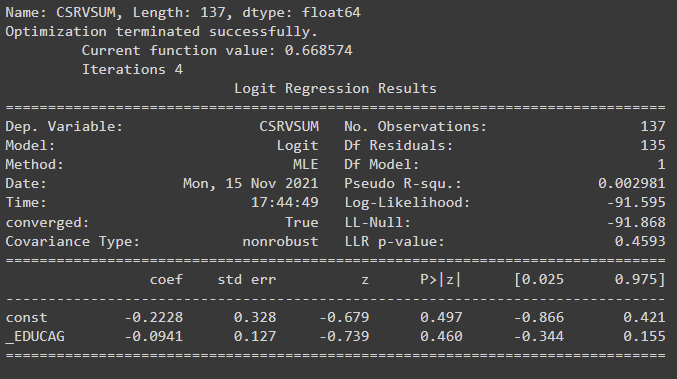 Name: CSRVSUM, Length: 137, dtype: float64
Optimization terminated successfully.
         Current function value: 0.668574
         Iterations 4
                           Logit Regression Results
==============================================================================
Dep. Variable:                CSRVSUM   No. Observations:                  137
Model:                          Logit   Df Residuals:                      135
Method:                           MLE   Df Model:                            1
Date:                Mon, 15 Nov 2021   Pseudo R-squ.:                0.002981
Time:                        17:44:49   Log-Likelihood:                -91.595
converged:                       True   LL-Null:                       -91.868
Covariance Type:            nonrobust   LLR p-value:                    0.4593
==============================================================================
                 coef    std err          z      P>|z|      [0.025      0.975]
------------------------------------------------------------------------------
const         -0.2228      0.328     -0.679      0.497      -0.866       0.421
_EDUCAG       -0.0941      0.127     -0.739      0.460      -0.344       0.155
==============================================================================